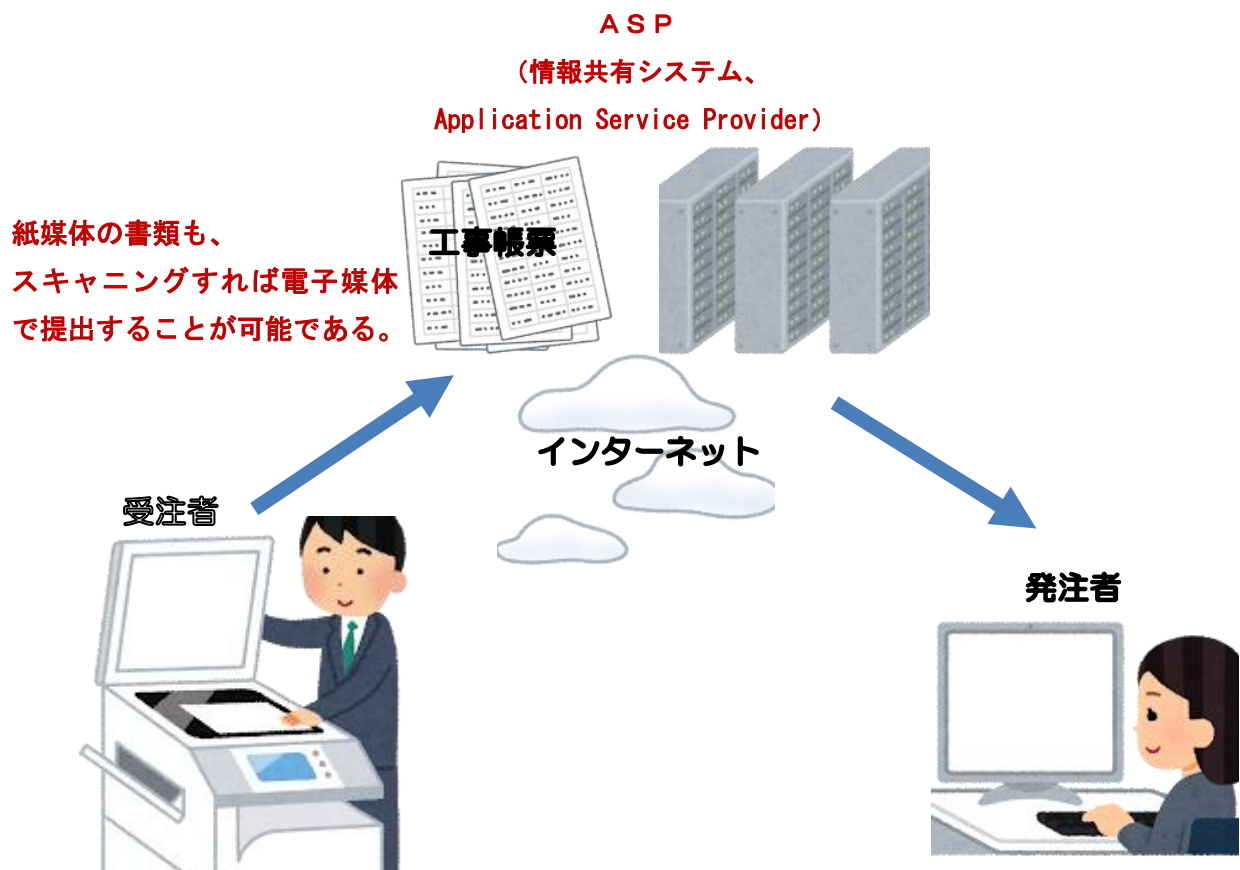 ＡＳＰ
（情報共有システム、
Application Service Provider）
紙媒体の書類も、
スキャニングすれば電子媒体
で提出することが可能である。
工事帳票
インターネット
受注者
発注者